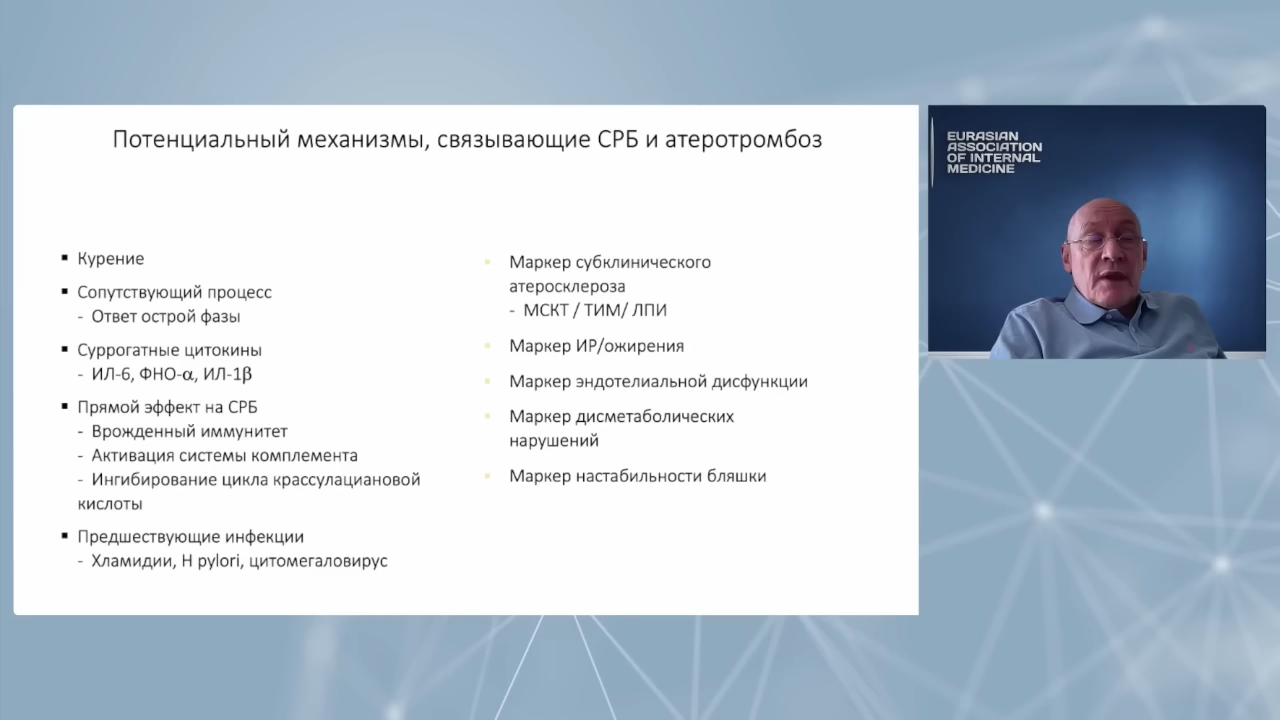 Потенциальный механизмы, связывающие СРБ и атеротромбоз
▪ Курение
▪ Сопутствующий процесс
- Ответ острой фазы
▪ Суррогатные цитокины
- ИЛ-6, ФНО-α, ИЛ-1β
▪ Прямой эффект на СРБ
- Врожденный иммунитет
- Активация системы комплемента
- Ингибирование цикла крассулациановой
кислоты
▪ Предшествующие инфекции
- Хламидии, H pylori, цитомегаловирус
▪ Маркер субклинического
атеросклероза
- МСКТ / ТИМ/ ЛПИ
▪ Маркер ИР/ожирения
▪ Маркер эндотелиальной дисфункции
▪ Маркер дисметаболических
нарушений
▪ Маркер настабильности бляшки
EURASIAN
ASSOCIATION
OF INTERNAL
MEDICINE